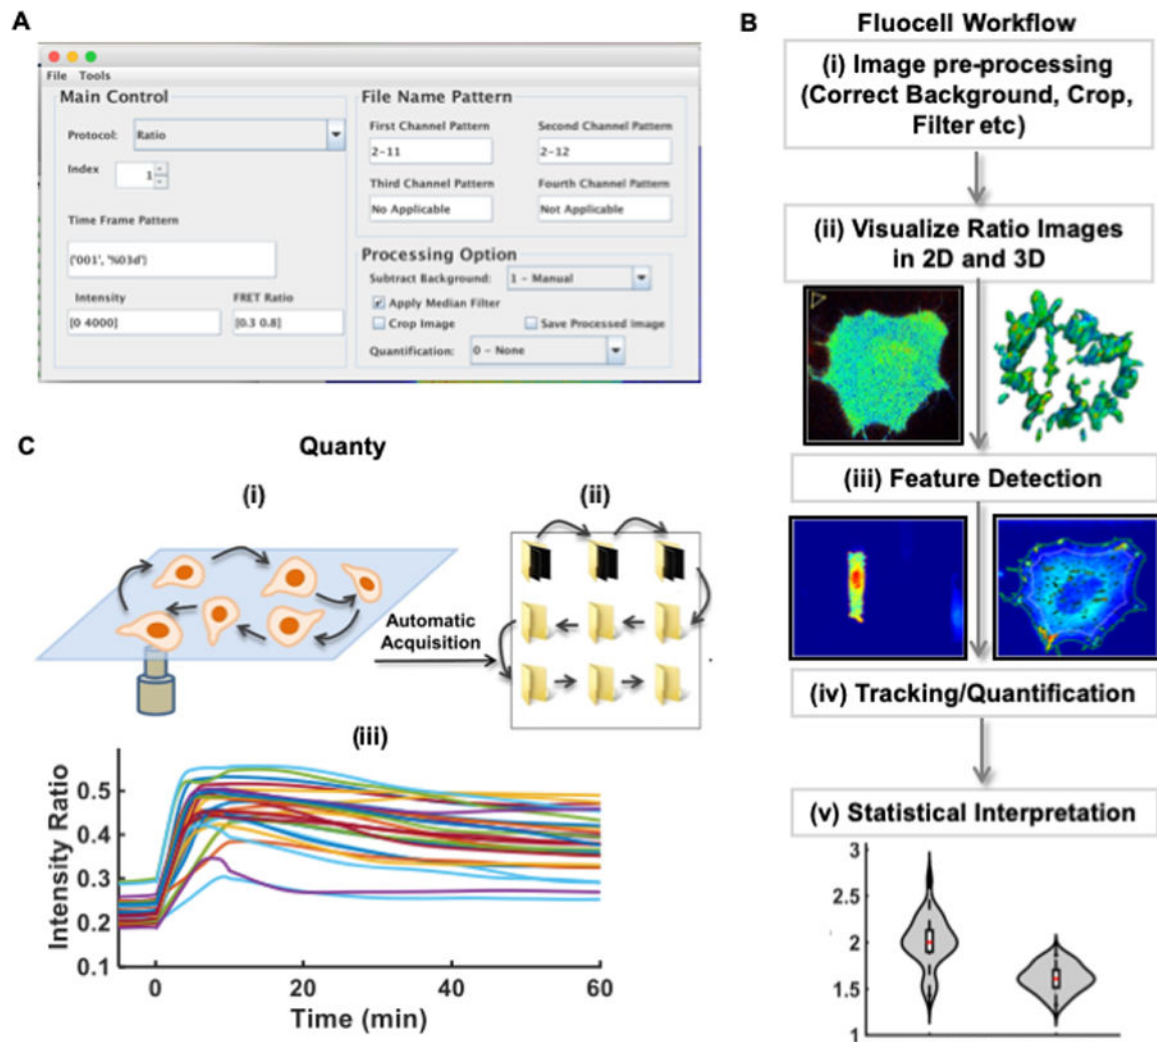 A
File Tools
Main Control
Protocol: Ratio
Index 1
Time Frame Pattern
('001', '%03d')
Intensity FRET Ratio
[0 4000] [0.3 0.8]
File Name Pattern
First Channel Pattern Second Channel Pattern
2-11 2-12
Third Channel Pattern Fourth Channel Pattern
No Applicable Not Applicable
Processing Option
Subtract Background: 1 - Manual
Apply Median Filter
Crop Image Save Processed Image
Quantification: 0 - None
B
Fluocell Workflow
(i) Image pre-processing
(Correct Background, Crop,
Filter etc)
(ii) Visualize Ratio Images
in 2D and 3D
(iii) Feature Detection
(iv) Tracking/Quantification
(v) Statistical Interpretation
3
2.5
2
1.5
1
C
Quanty
(i) (ii)
Automatic
Acquisition
(iii)
Intensity Ratio
0.5
0.4
0.3
0.2
0.1
0 20 40 60
Time (min)